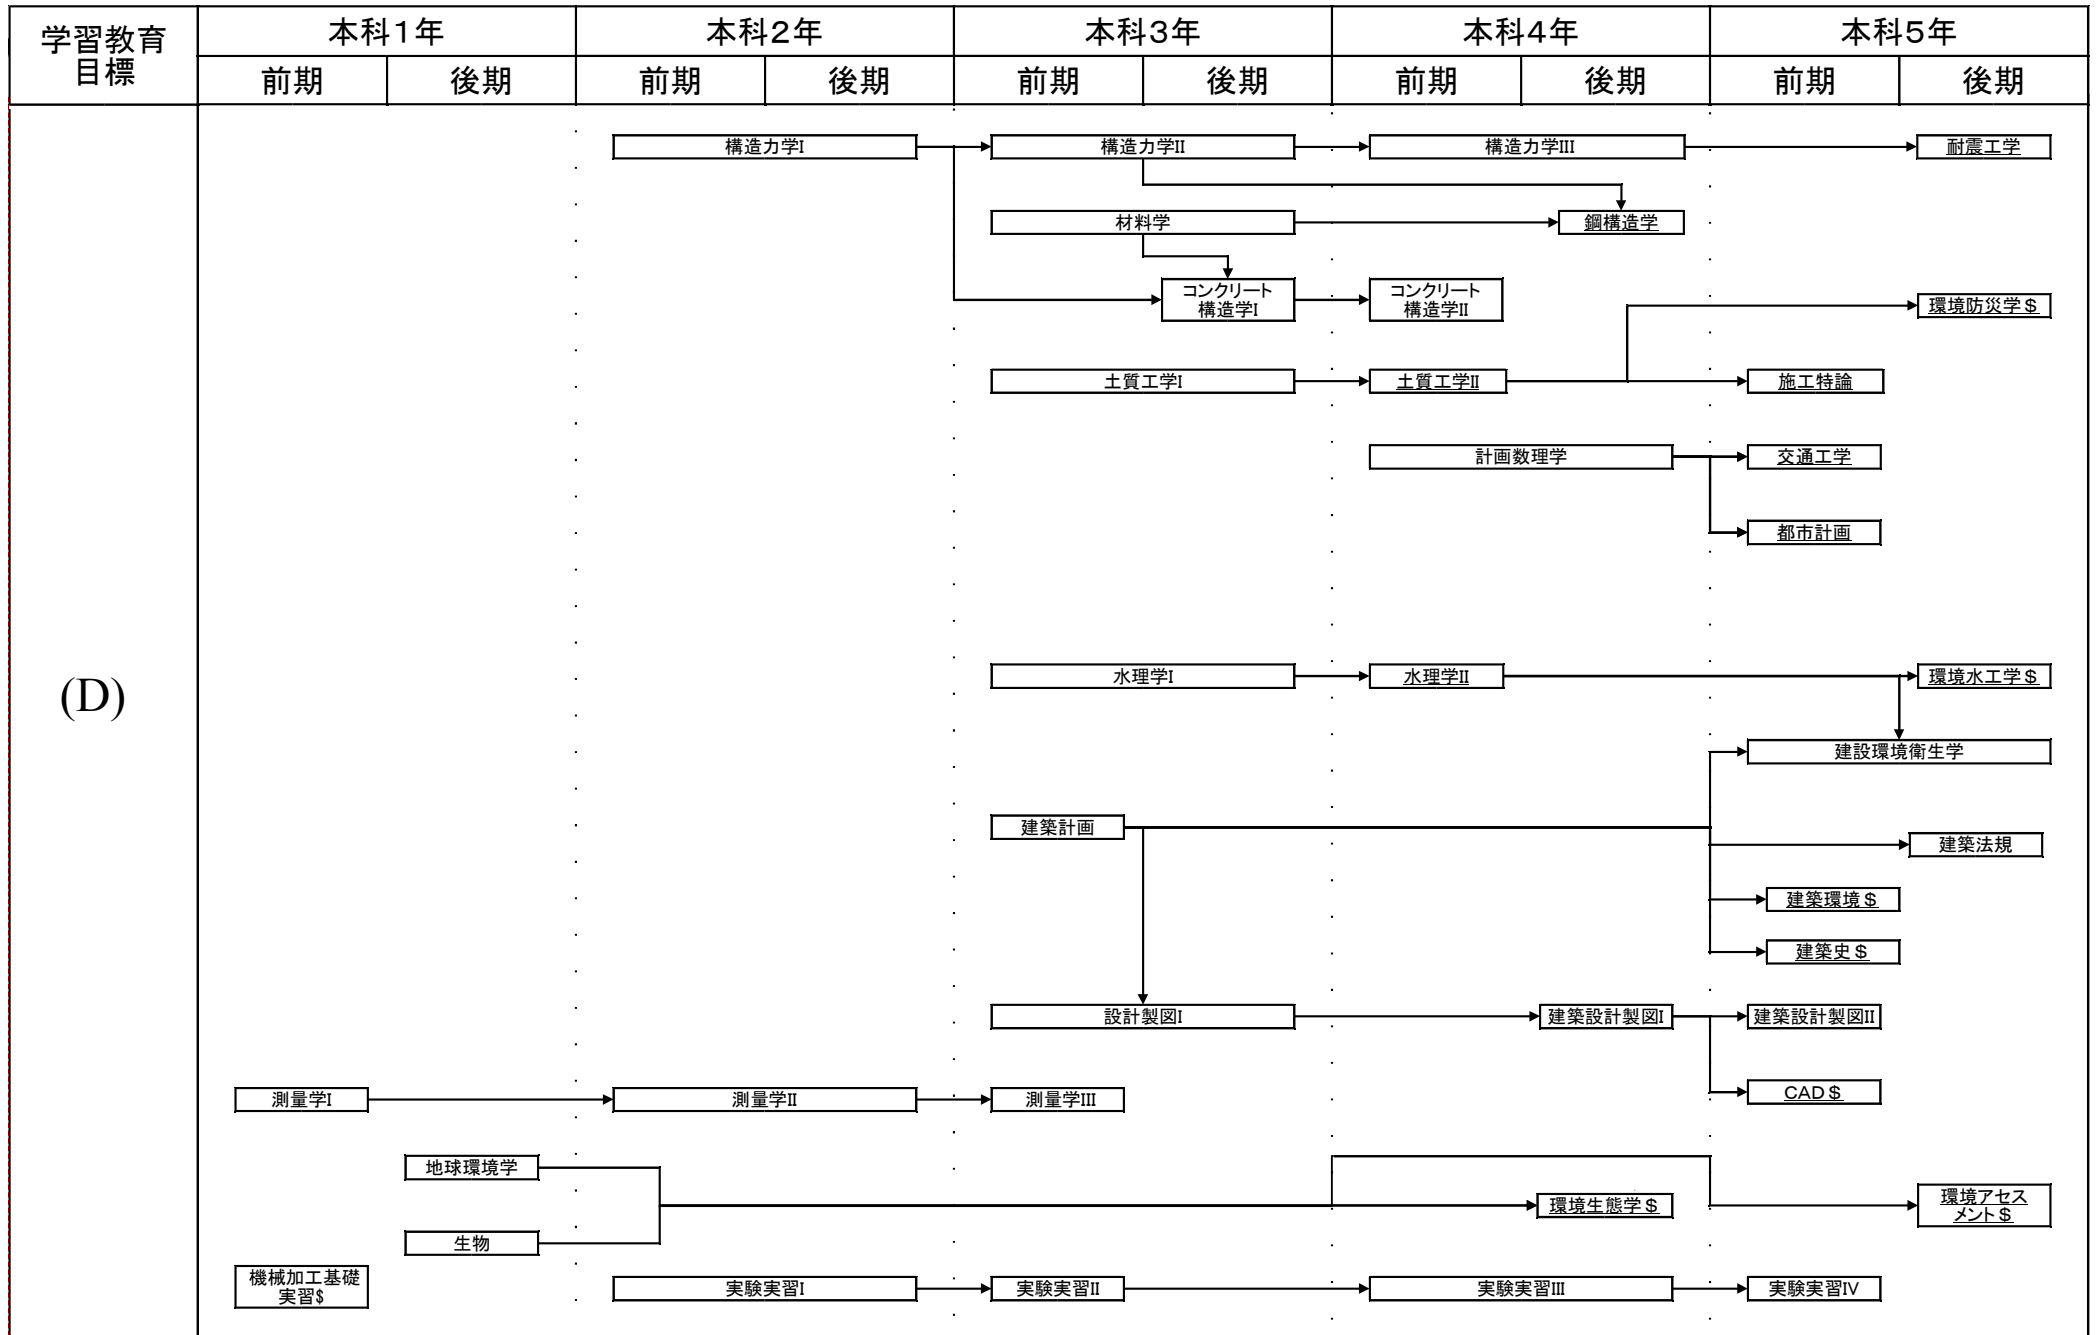 学習教育
目標
本科1年
本科2年
本科3年
本科4年
本科5年
前期
後期
前期
後期
前期
後期
前期
後期
前期
後期
(D)
構造力学I
構造力学II
構造力学III
耐震工学
材料学
鋼構造学
コンクリート
構造学I
コンクリート
構造学II
環境防災学＄
土質工学I
土質工学II
施工特論
計画数理学
交通工学
都市計画
水理学I
水理学II
環境水工学＄
建設環境衛生学
建築計画
建築法規
建築環境＄
建築史＄
設計製図I
建築設計製図I
建築設計製図II
測量学I
測量学II
測量学III
CAD＄
地球環境学
環境生態学＄
環境アセス
メント＄
生物
機械加工基礎
実習$
実験実習I
実験実習II
実験実習III
実験実習IV